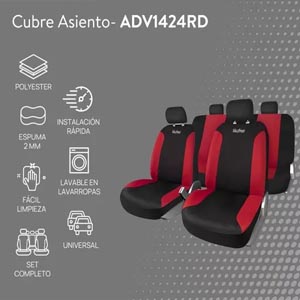 Cubre Asiento- ADV1424RD
POLYESTER
INSTALACIÓN
RÁPIDA
ESPUMA
2 MM
LAVABLE EN
LAVARROPAS
FÁCIL
LIMPIEZA
UNIVERSAL
SET
COMPLETO